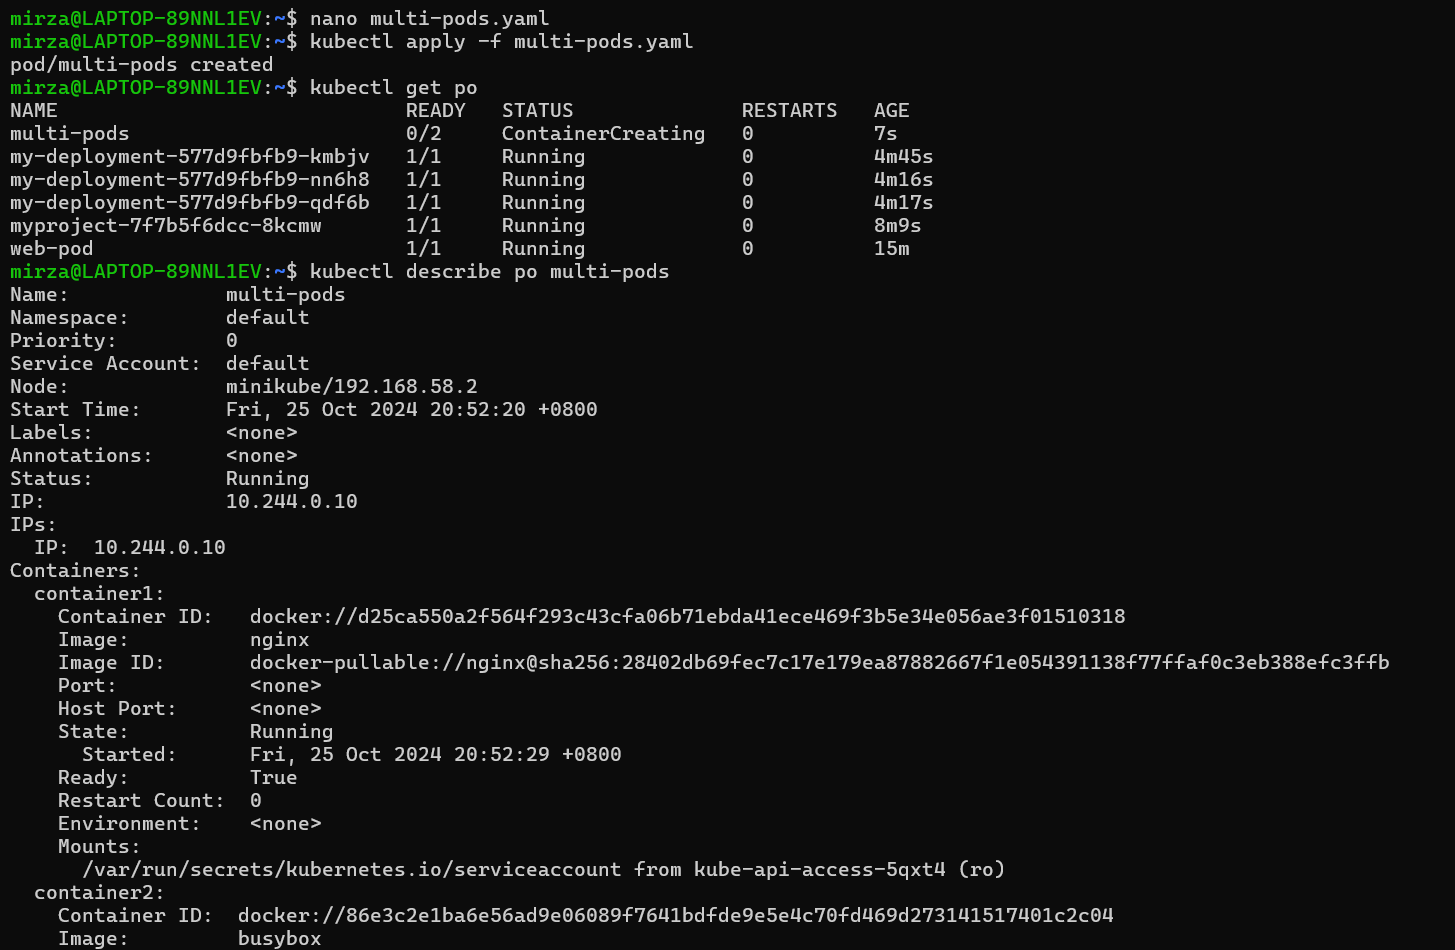 mirza@LAPTOP-89NNL1EV:~$ nano multi-pods.yaml
mirza@LAPTOP-89NNL1EV:~$ kubectl apply -f multi-pods.yaml
pod/multi-pods created
mirza@LAPTOP-89NNL1EV:~$ kubectl get po
NAME                             READY   STATUS              RESTARTS   AGE
multi-pods                       0/2     ContainerCreating   0          7s
my-deployment-577d9fbfb9-kmbjv   1/1     Running             0          4m45s
my-deployment-577d9fbfb9-nn6h8   1/1     Running             0          4m16s
my-deployment-577d9fbfb9-qdf6b   1/1     Running             0          4m17s
myproject-7f7b5f6dcc-8kcmw       1/1     Running             0          8m9s
web-pod                          1/1     Running             0          15m
mirza@LAPTOP-89NNL1EV:~$ kubectl describe po multi-pods
Name:             multi-pods
Namespace:        default
Priority:         0
Service Account:  default
Node:             minikube/192.168.58.2
Start Time:       Fri, 25 Oct 2024 20:52:20 +0800
Labels:           <none>
Annotations:      <none>
Status:           Running
IP:               10.244.0.10
IPs:
  IP:  10.244.0.10
Containers:
  container1:
    Container ID:   docker://d25ca550a2f564f293c43cfa06b71ebda41ece469f3b5e34e056ae3f01510318
    Image:          nginx
    Image ID:       docker-pullable://nginx@sha256:28402db69fec7c17e179ea87882667f1e054391138f77ffaf0c3eb388efc3ffb
    Port:           <none>
    Host Port:      <none>
    State:          Running
      Started:      Fri, 25 Oct 2024 20:52:29 +0800
    Ready:          True
    Restart Count:  0
    Environment:    <none>
    Mounts:
      /var/run/secrets/kubernetes.io/serviceaccount from kube-api-access-5qxt4 (ro)
  container2:
    Container ID:  docker://86e3c2e1ba6e56ad9e06089f7641bdfde9e5e4c70fd469d273141517401c2c04
    Image:         busybox